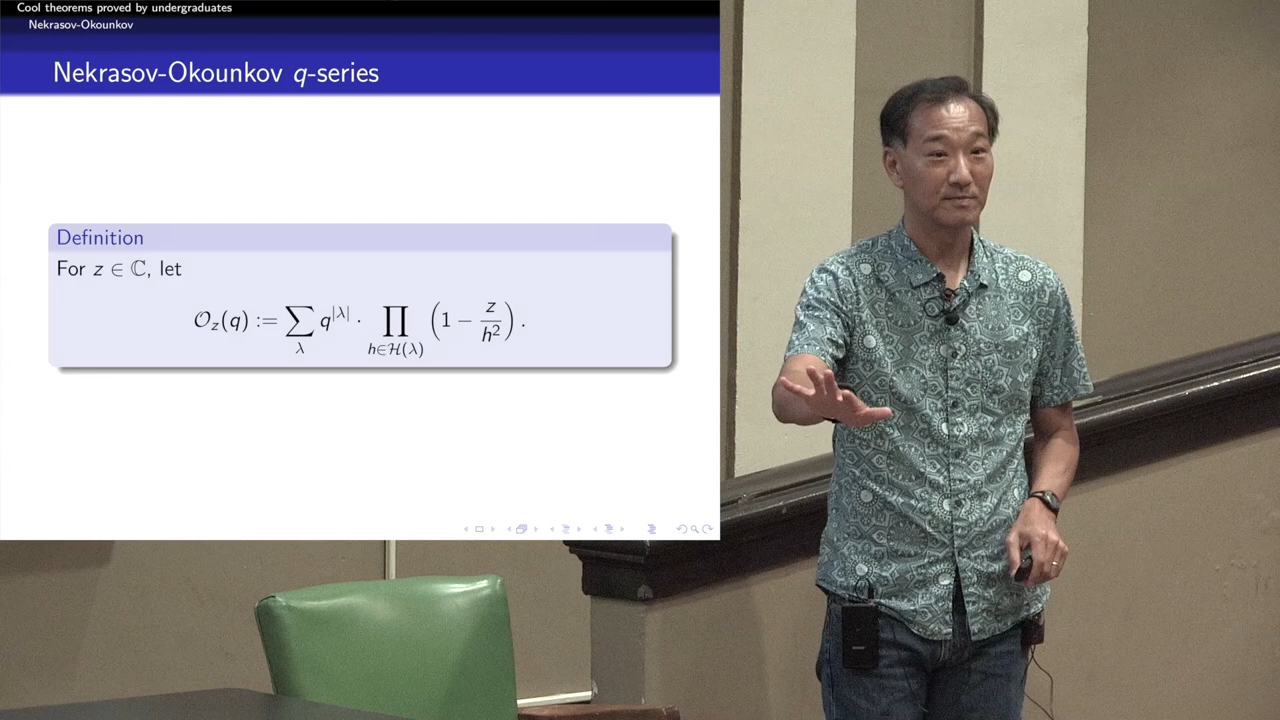 Cool theorems proved by undergraduates
Nekrasov-Okounkov
Nekrasov-Okounkov q-series
Definition
For z ∈ ℂ, let
𝒪_z(q) := ∑_λ q^{|λ|} · ∏_{h∈ℋ(λ)} (1 − z/h²).